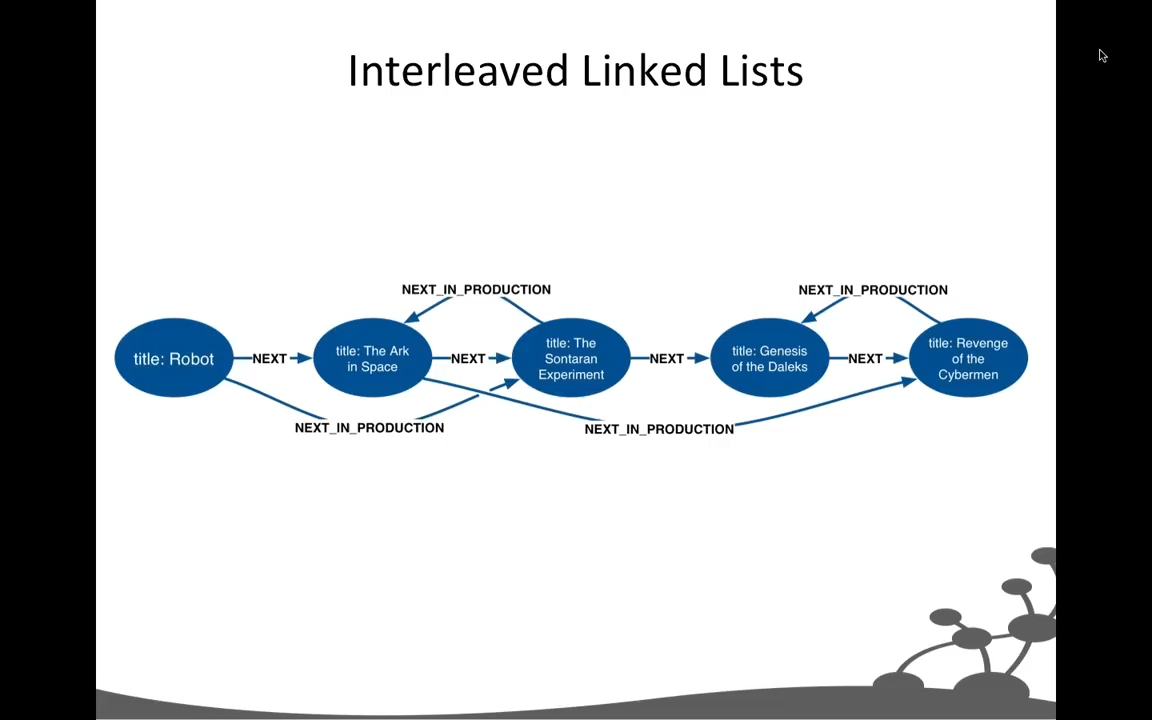 Interleaved Linked Lists
NEXT_IN_PRODUCTION
NEXT_IN_PRODUCTION
title: Robot
NEXT
title: The Ark
in Space
NEXT
title: The
Sontaran
Experiment
NEXT
title: Genesis
of the Daleks
NEXT
title: Revenge
of the
Cybermen
NEXT_IN_PRODUCTION
NEXT_IN_PRODUCTION